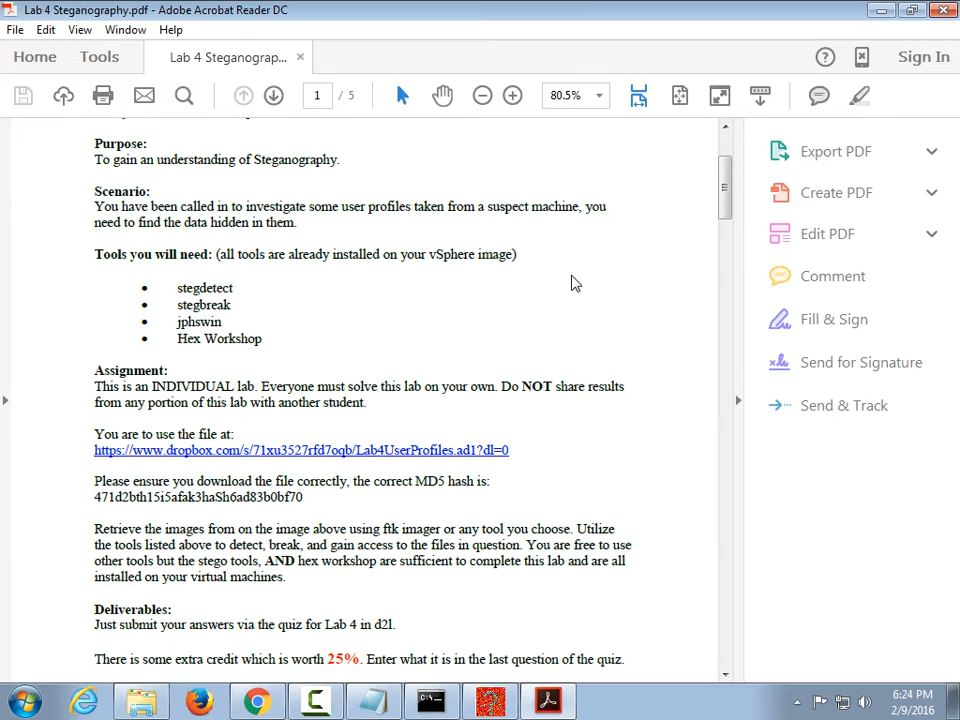 Lab 4 Steganography.pdf - Adobe Acrobat Reader DC
File Edit View Window Help
Home Tools Lab 4 Steganograp... × Sign In
1 / 5 80.5%
Purpose:
To gain an understanding of Steganography.
Scenario:
You have been called in to investigate some user profiles taken from a suspect machine, you
need to find the data hidden in them.
Tools you will need: (all tools are already installed on your vSphere image)
• stegdetect
• stegbreak
• jphswin
• Hex Workshop
Assignment:
This is an INDIVIDUAL lab. Everyone must solve this lab on your own. Do NOT share results
from any portion of this lab with another student.
You are to use the file at:
https://www.dropbox.com/s/71xu3527rfd7oqb/Lab4UserProfiles.ad1?dl=0
Please ensure you download the file correctly, the correct MD5 hash is:
471d2bth15i5afak3haSh6ad83b0bf70
Retrieve the images from on the image above using ftk imager or any tool you choose. Utilize
the tools listed above to detect, break, and gain access to the files in question. You are free to use
other tools but the stego tools, AND hex workshop are sufficient to complete this lab and are all
installed on your virtual machines.
Deliverables:
Just submit your answers via the quiz for Lab 4 in d2l.
There is some extra credit which is worth 25%. Enter what it is in the last question of the quiz.
Export PDF
Create PDF
Edit PDF
Comment
Fill & Sign
Send for Signature
Send & Track
6:24 PM
2/9/2016